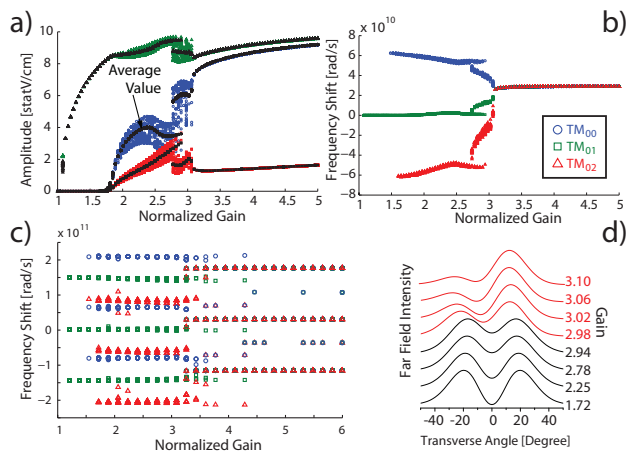 a)
10
8
6
4
2
0
Amplitude [statV/cm]
Average
Value
1
1.5
2
2.5
3
3.5
4
4.5
5
Normalized Gain
b)
x 10^10
8
6
4
2
0
−2
−4
−6
−8
Frequency Shift [rad/s]
1
1.5
2
2.5
3
3.5
4
4.5
5
Normalized Gain
TM00
TM01
TM02
c)
x 10^11
2
1
0
-1
-2
Frequency Shift [rad/s]
1
2
3
4
5
6
Normalized Gain
d)
Far Field Intensity
3.10
3.06
3.02
2.98
2.94
2.78
2.25
1.72
Gain
-40
-20
0
20
40
Transverse Angle [Degree]